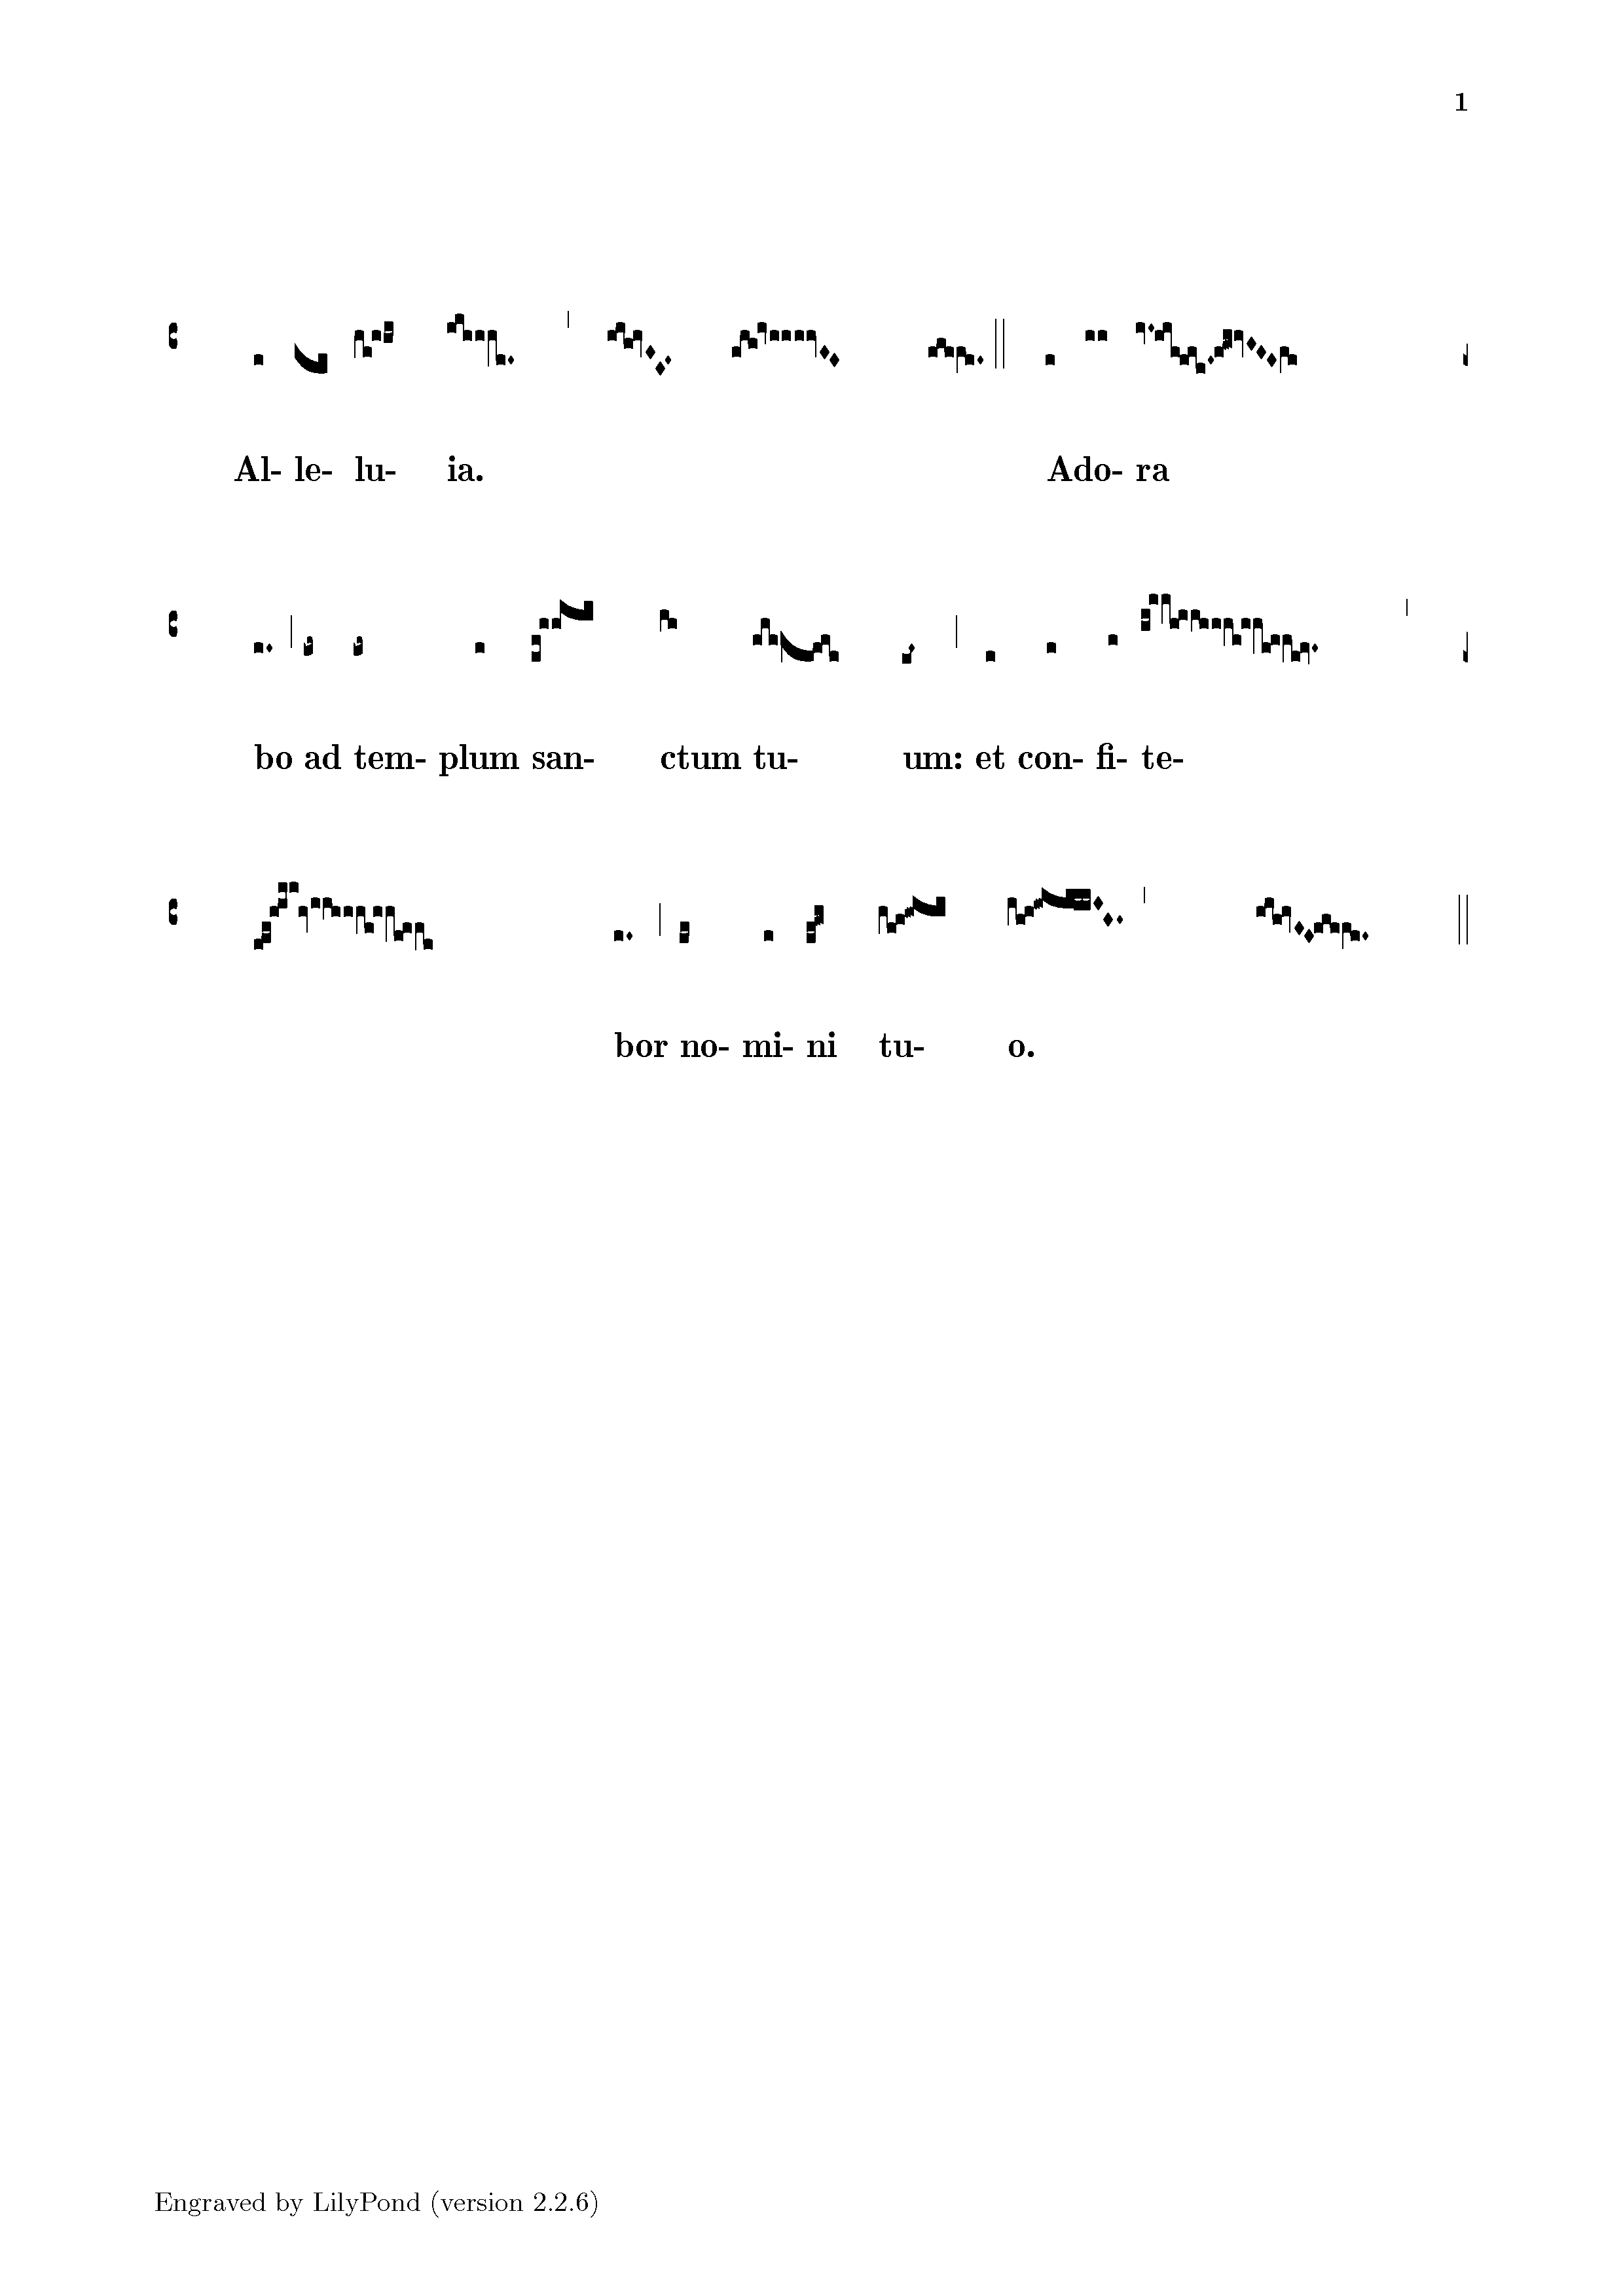 1
Al- le- lu- ia. Ado- ra
bo ad tem- plum san- ctum tu- um: et con- fi- te-
bor no- mi- ni tu- o.
Engraved by LilyPond (version 2.2.6)